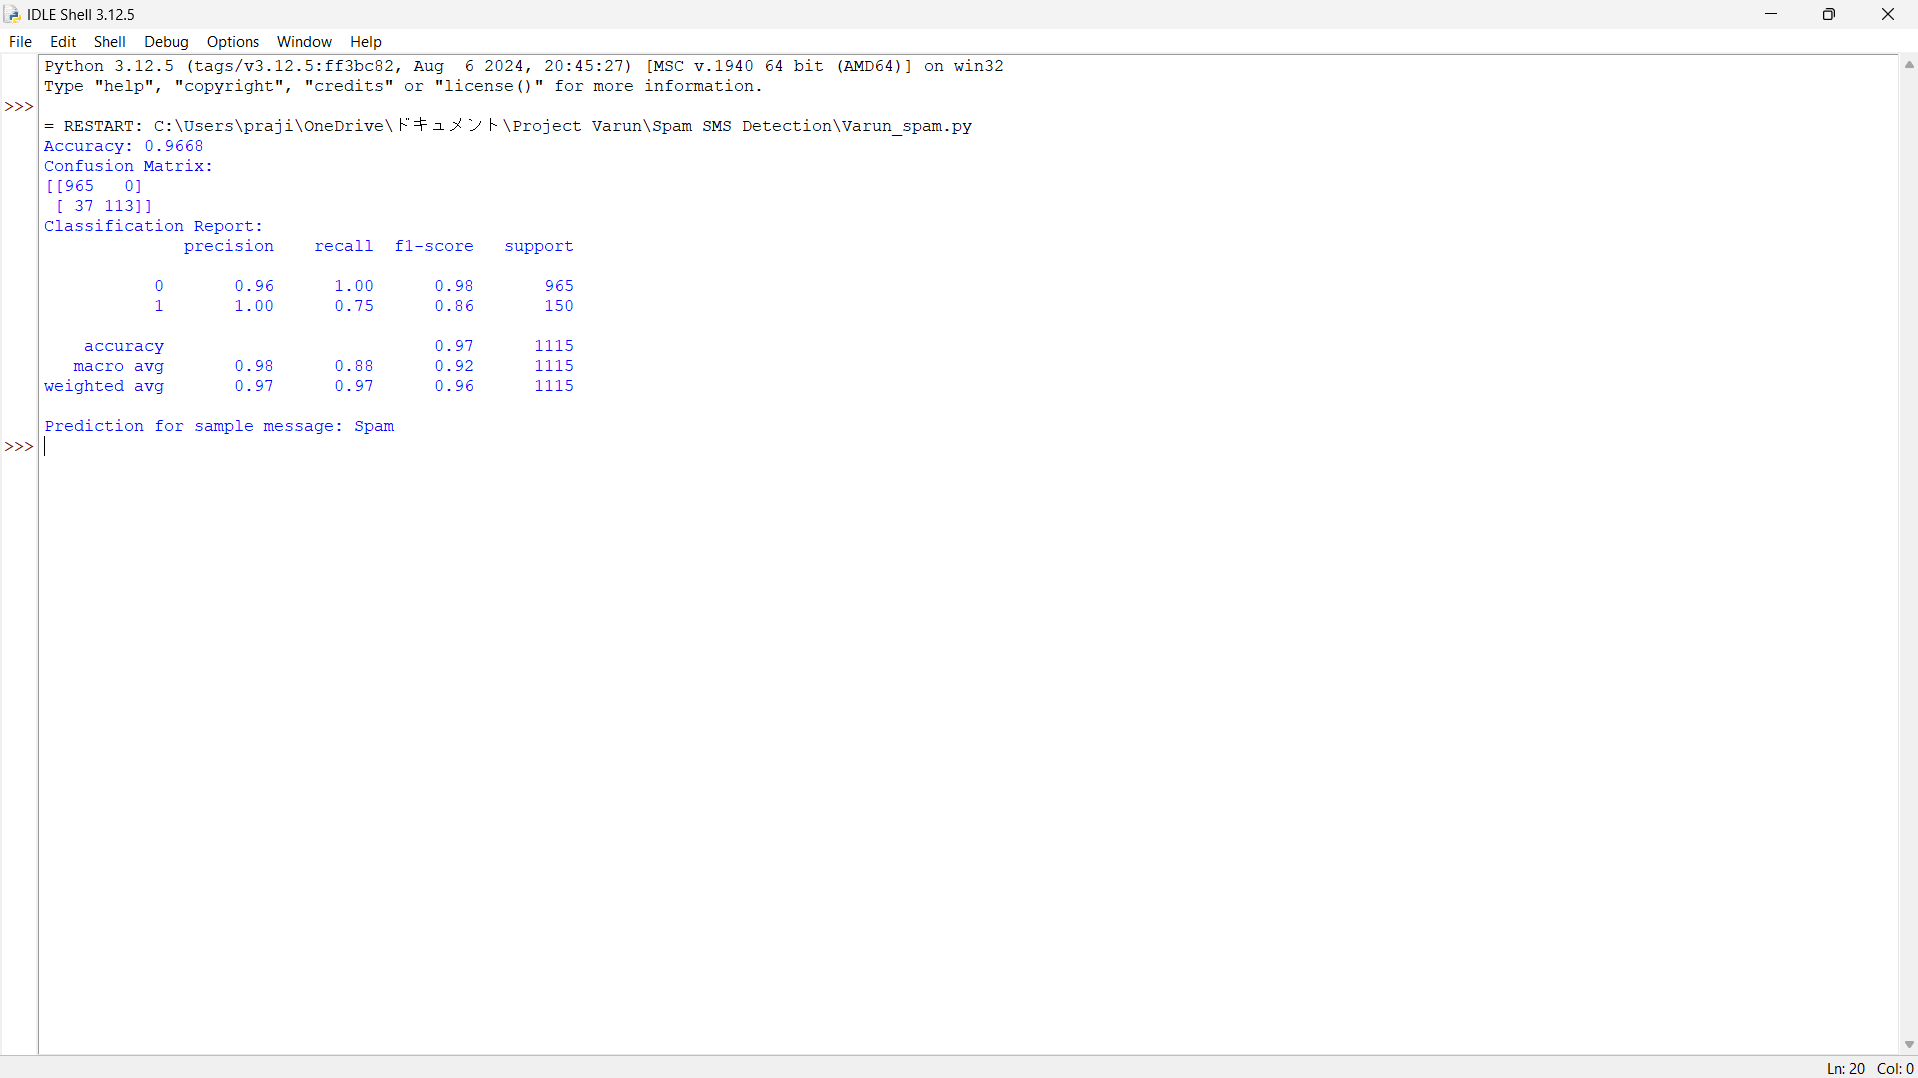 IDLE Shell 3.12.5
File Edit Shell Debug Options Window Help
Python 3.12.5 (tags/v3.12.5:ff3bc82, Aug  6 2024, 20:45:27) [MSC v.1940 64 bit (AMD64)] on win32
Type "help", "copyright", "credits" or "license()" for more information.
>>>
= RESTART: C:\Users\praji\OneDrive\ドキュメント\Project Varun\Spam SMS Detection\Varun_spam.py
Accuracy: 0.9668
Confusion Matrix:
[[965   0]
 [ 37 113]]
Classification Report:
              precision    recall  f1-score   support
           0       0.96      1.00      0.98       965
           1       1.00      0.75      0.86       150
    accuracy                           0.97      1115
   macro avg       0.98      0.88      0.92      1115
weighted avg       0.97      0.97      0.96      1115
Prediction for sample message: Spam
>>>
Ln: 20 Col: 0